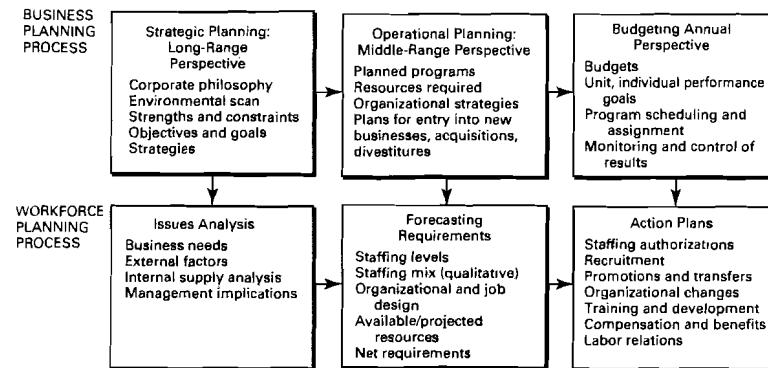 BUSINESS
PLANNING
PROCESS
Strategic Planning:
Long-Range
Perspective
Corporate philosophy
Environmental scan
Strengths and constraints
Objectives and goals
Strategies
Operational Planning:
Middle-Range Perspective
Planned programs
Resources required
Organizational strategies
Plans for entry into new
businesses, acquisitions,
divestitures
Budgeting Annual
Perspective
Budgets
Unit, individual performance
goals
Program scheduling and
assignment
Monitoring and control of
results
WORKFORCE
PLANNING
PROCESS
Issues Analysis
Business needs
External factors
Internal supply analysis
Management implications
Forecasting
Requirements
Staffing levels
Staffing mix (qualitative)
Organizational and job
design
Available/projected
resources
Net requirements
Action Plans
Staffing authorizations
Recruitment
Promotions and transfers
Organizational changes
Training and development
Compensation and benefits
Labor relations